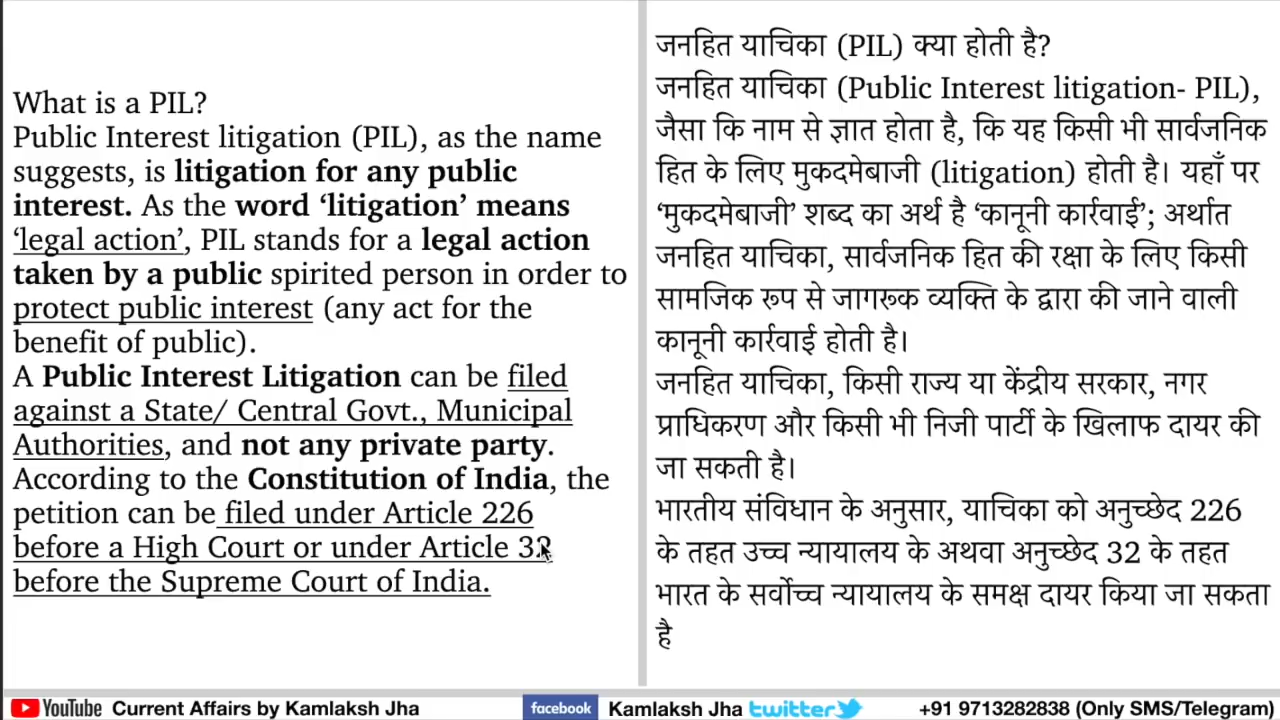 What is a PIL?
Public Interest litigation (PIL), as the name
suggests, is litigation for any public
interest. As the word ‘litigation’ means
‘legal action’, PIL stands for a legal action
taken by a public spirited person in order to
protect public interest (any act for the
benefit of public).
A Public Interest Litigation can be filed
against a State/ Central Govt., Municipal
Authorities, and not any private party.
According to the Constitution of India, the
petition can be filed under Article 226
before a High Court or under Article 32
before the Supreme Court of India.
जनहित याचिका (PIL) क्या होती है?
जनहित याचिका (Public Interest litigation- PIL),
जैसा कि नाम से ज्ञात होता है, कि यह किसी भी सार्वजनिक
हित के लिए मुकदमेबाजी (litigation) होती है। यहाँ पर
‘मुकदमेबाजी’ शब्द का अर्थ है ‘कानूनी कार्रवाई’; अर्थात
जनहित याचिका, सार्वजनिक हित की रक्षा के लिए किसी
सामजिक रूप से जागरूक व्यक्ति के द्वारा की जाने वाली
कानूनी कार्रवाई होती है।
जनहित याचिका, किसी राज्य या केंद्रीय सरकार, नगर
प्राधिकरण और किसी भी निजी पार्टी के खिलाफ दायर की
जा सकती है।
भारतीय संविधान के अनुसार, याचिका को अनुच्छेद 226
के तहत उच्च न्यायालय के अथवा अनुच्छेद 32 के तहत
भारत के सर्वोच्च न्यायालय के समक्ष दायर किया जा सकता
है
YouTube Current Affairs by Kamlaksh Jha facebook Kamlaksh Jha twitter +91 9713282838 (Only SMS/Telegram)